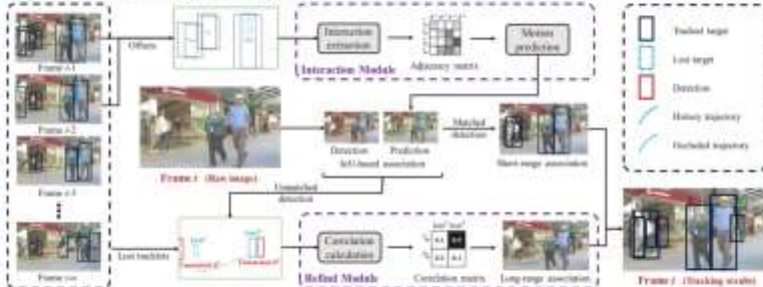 Frame t-1
Frame t-2
Frame t-3
Offsets
Interaction extraction
Adjacency matrix
Motion prediction
Interaction Module
Frame t (Raw image)
Detection
Prediction
IoU-based association
Matched detection
Short-range association
Unmatched detection
Lost tracklets
Correlation calculation
Correlation matrix
Long-range association
Refind Module
Tracked target
Lost target
Detection
History trajectory
Occluded trajectory
Frame t (Tracking results)